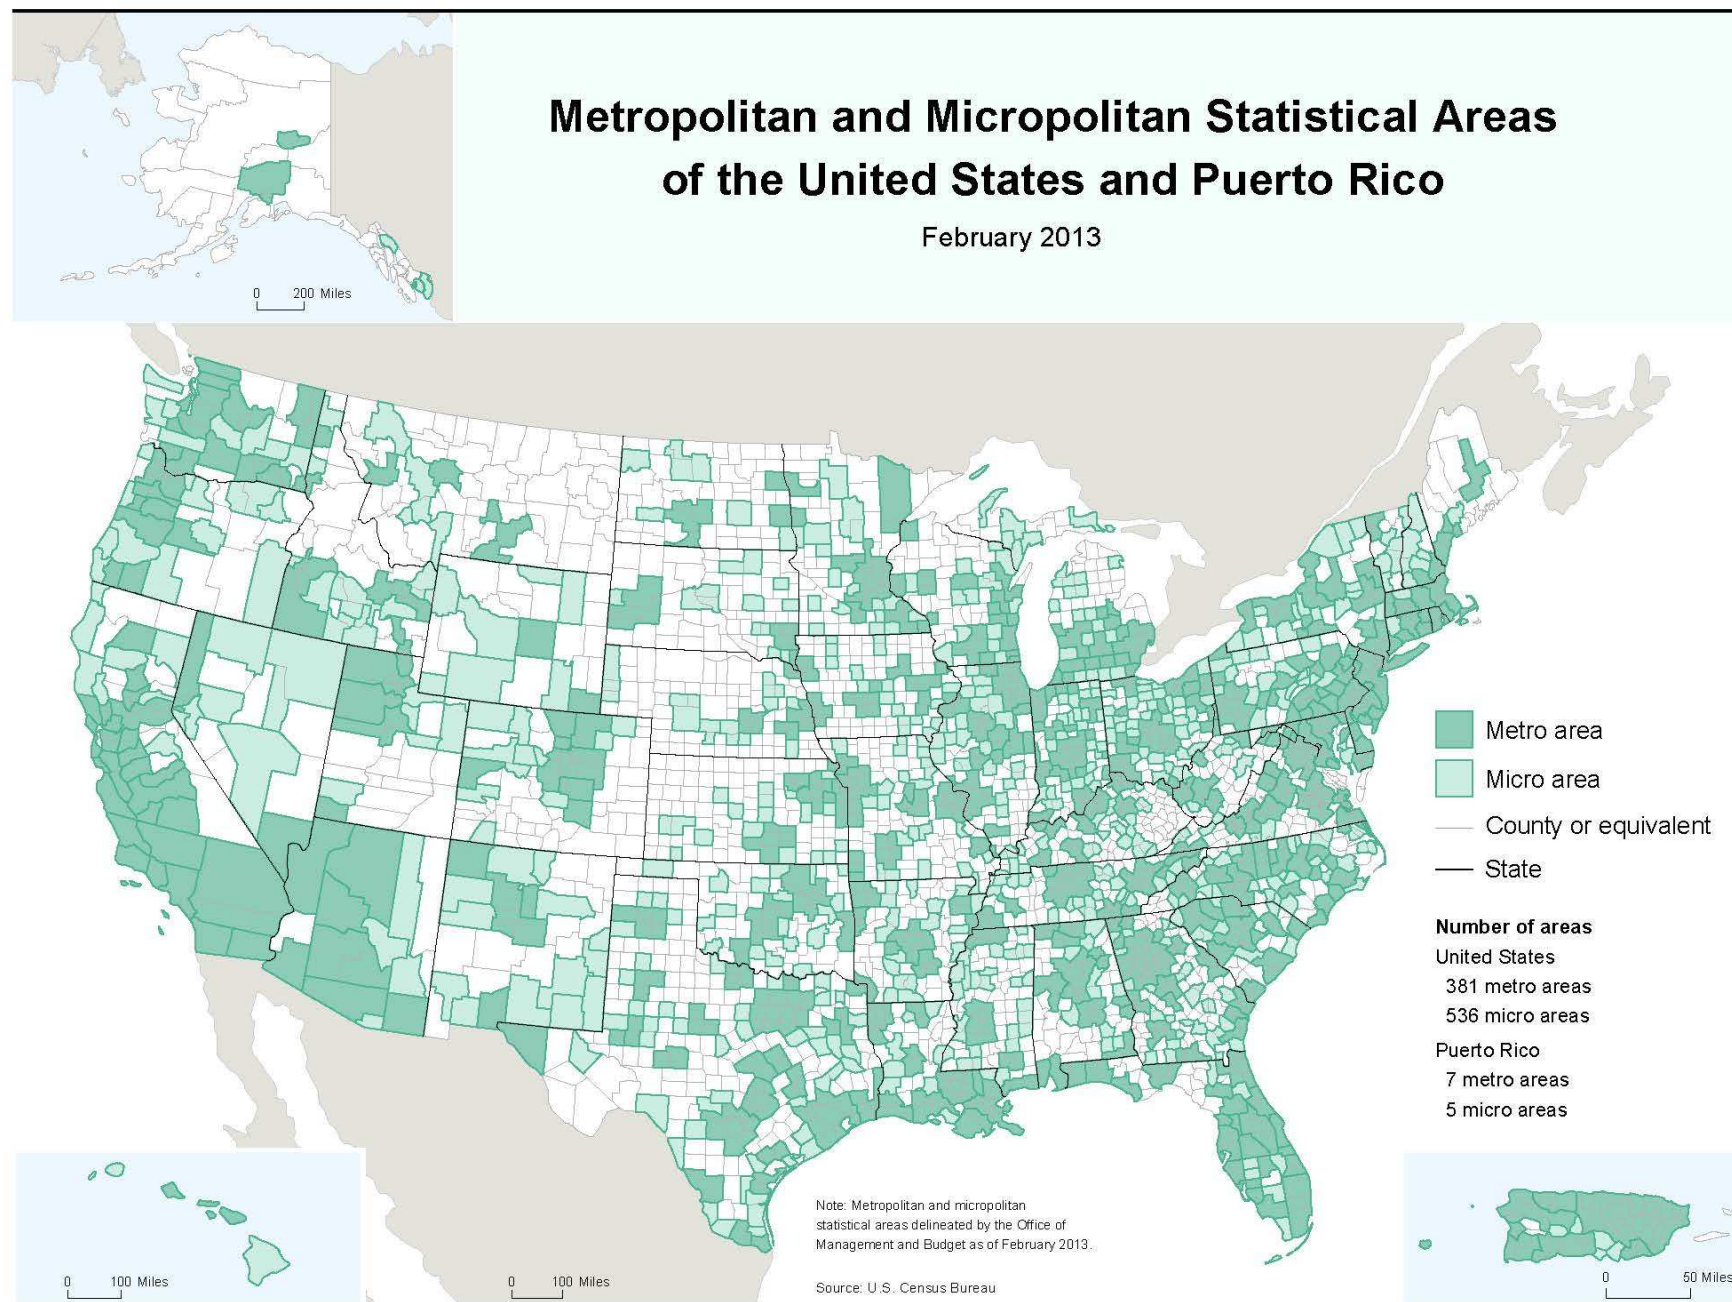 Metropolitan and Micropolitan Statistical Areas
of the United States and Puerto Rico
February 2013
0 200 Miles
Metro area
Micro area
County or equivalent
State
Number of areas
United States
381 metro areas
536 micro areas
Puerto Rico
7 metro areas
5 micro areas
Note: Metropolitan and micropolitan
statistical areas delineated by the Office of
Management and Budget as of February 2013.
Source: U.S. Census Bureau
0 100 Miles
0 100 Miles
0 50 Miles